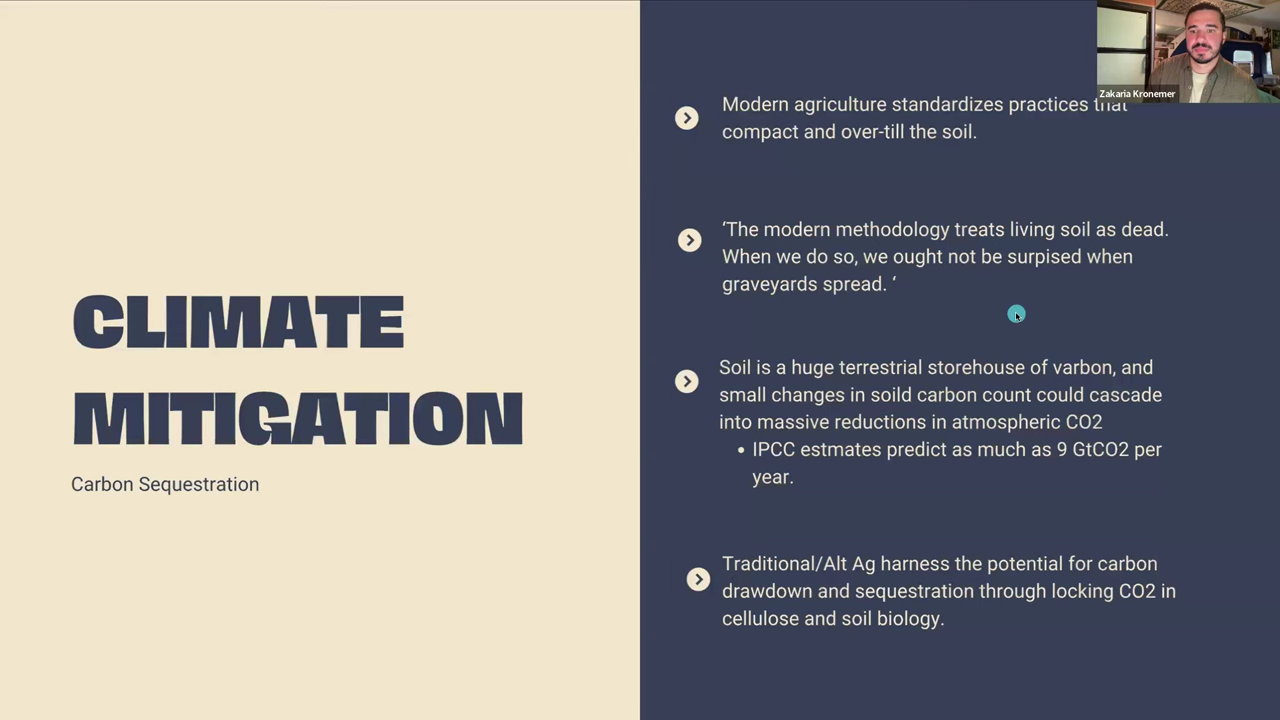 CLIMATE
MITIGATION
Carbon Sequestration
Zakaria Kronemer
Modern agriculture standardizes practices that
compact and over-till the soil.
‘The modern methodology treats living soil as dead.
When we do so, we ought not be surpised when
graveyards spread. ‘
Soil is a huge terrestrial storehouse of varbon, and
small changes in soild carbon count could cascade
into massive reductions in atmospheric CO2
• IPCC estmates predict as much as 9 GtCO2 per
year.
Traditional/Alt Ag harness the potential for carbon
drawdown and sequestration through locking CO2 in
cellulose and soil biology.